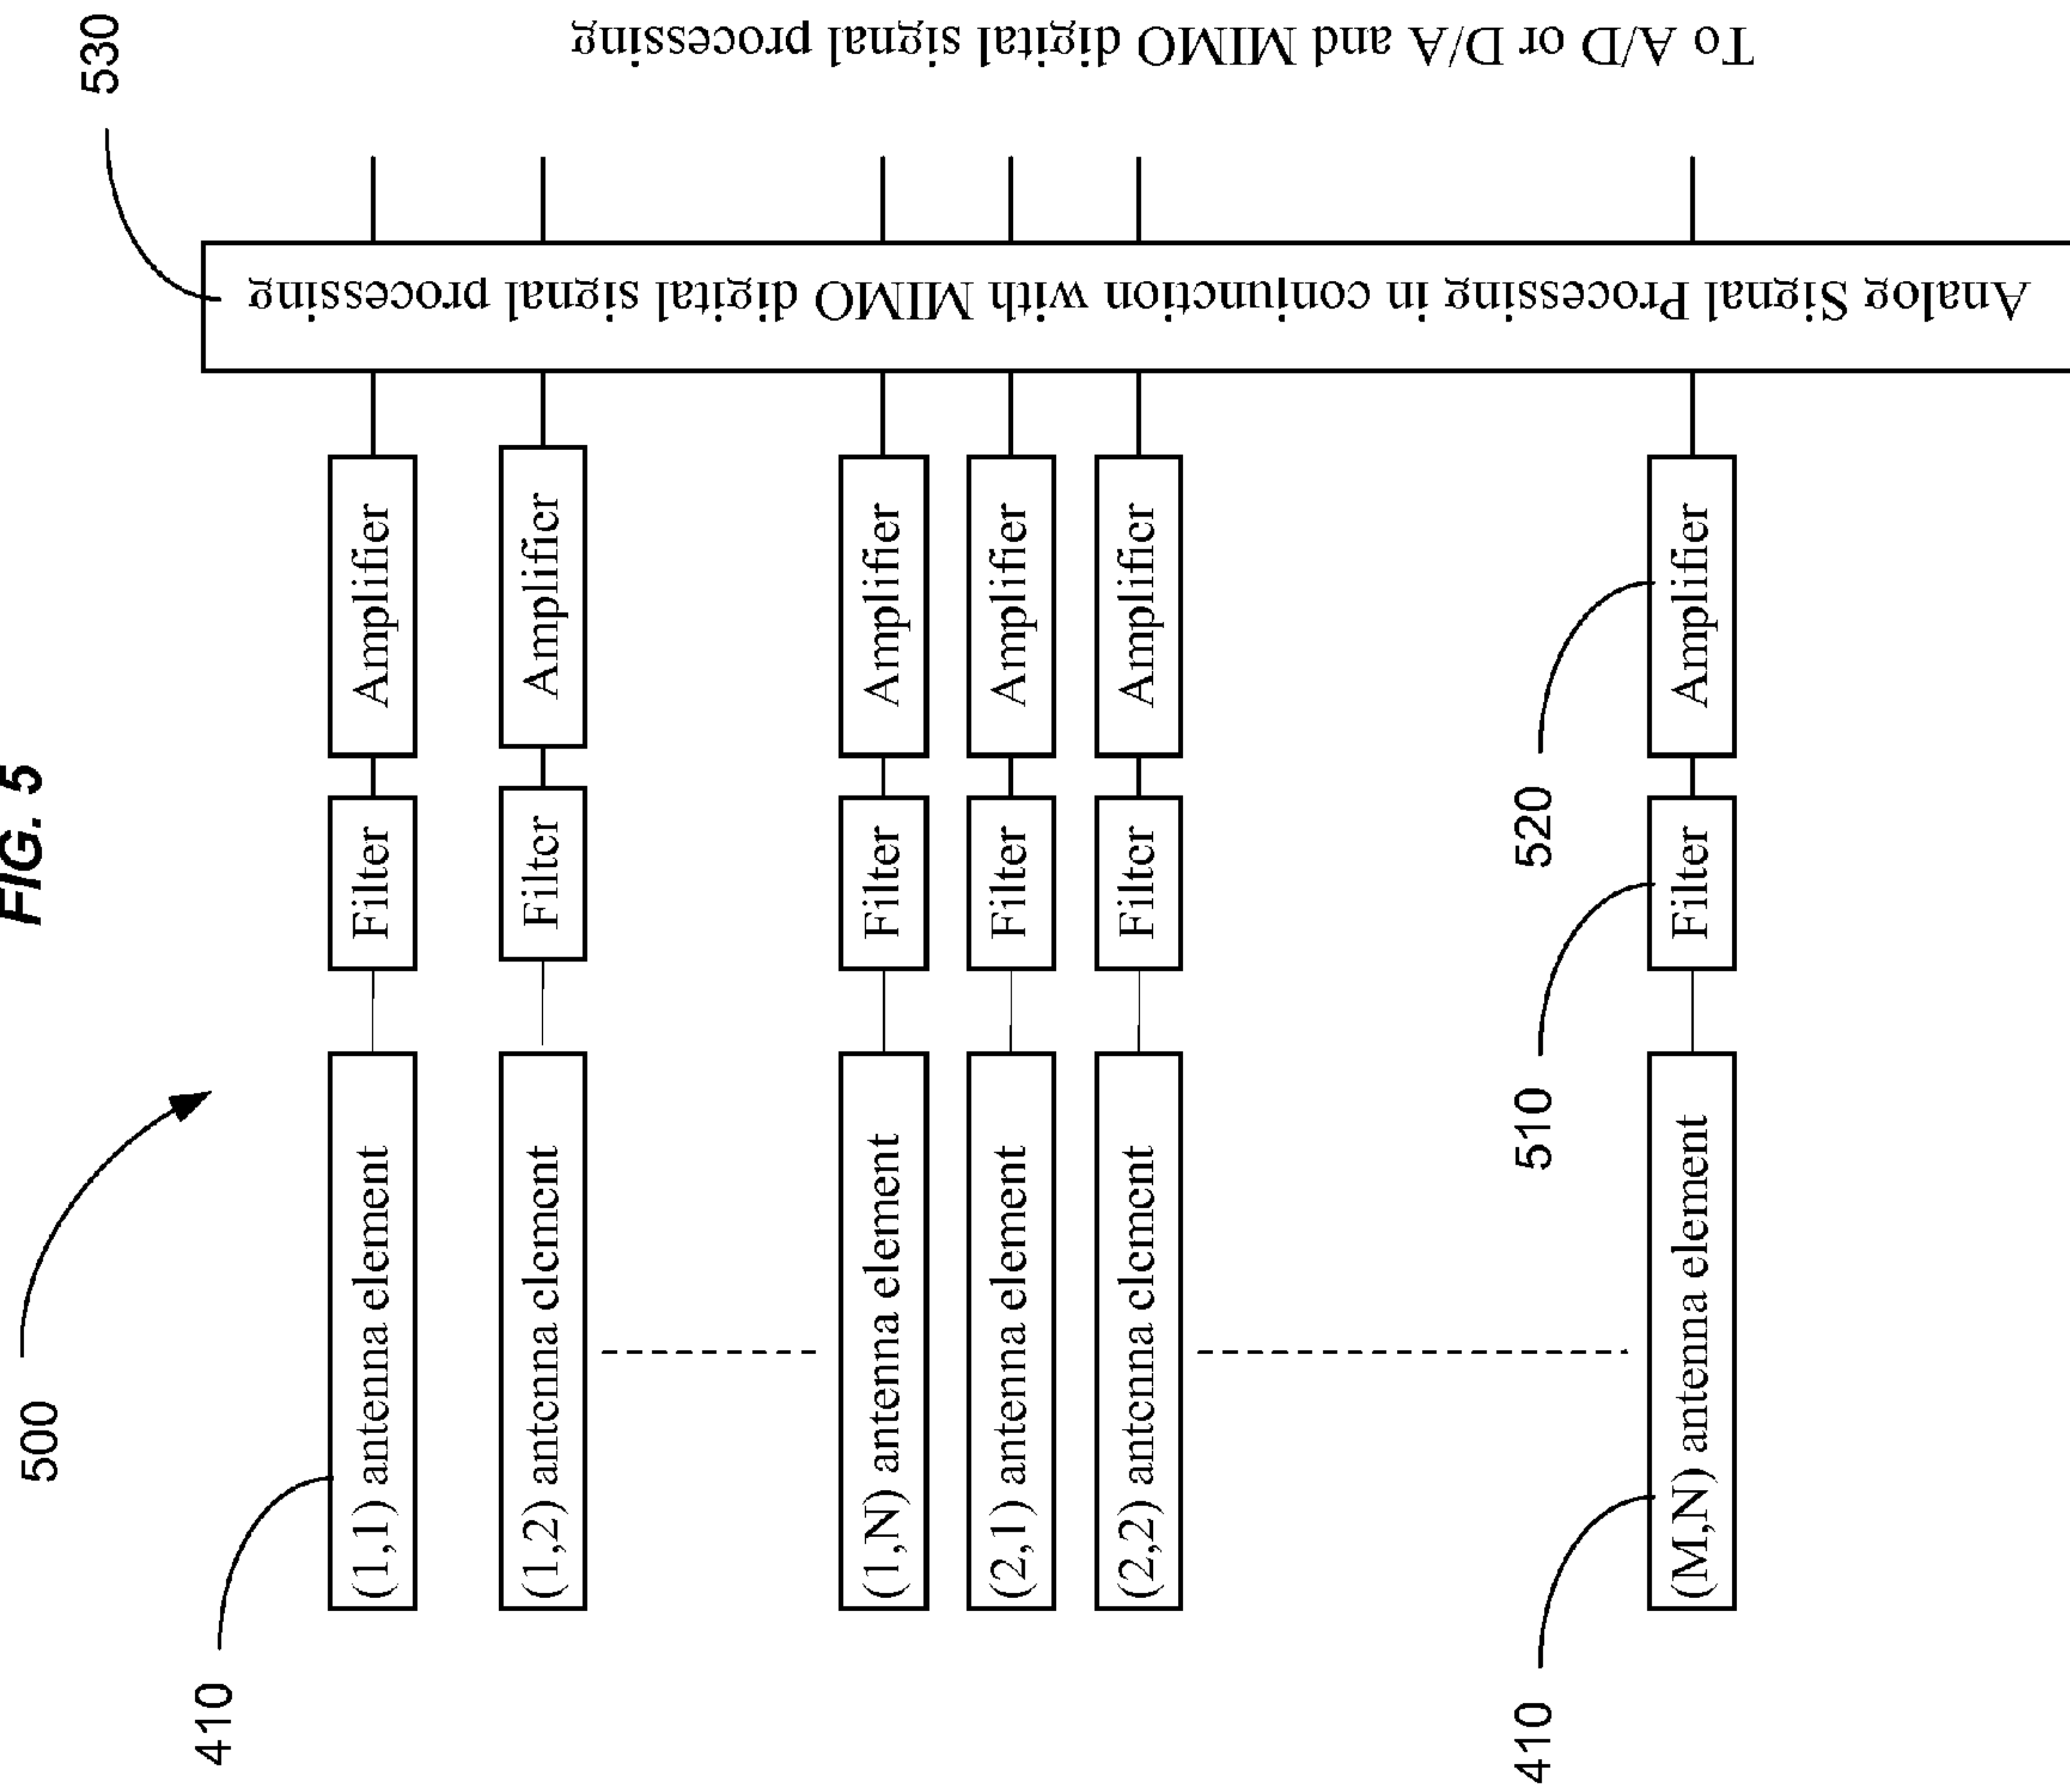 FIG. 5
500
410
(1,1) antenna element
Filter
Amplifier
(1,2) antenna element
Filter
Amplifier
(1,N) antenna element
Filter
Amplifier
(2,1) antenna element
Filter
Amplifier
(2,2) antenna element
Filter
Amplifier
410
(M,N) antenna element
510
Filter
520
Amplifier
530
Analog Signal Processing in conjunction with MIMO digital signal processing
To A/D or D/A and MIMO digital signal processing